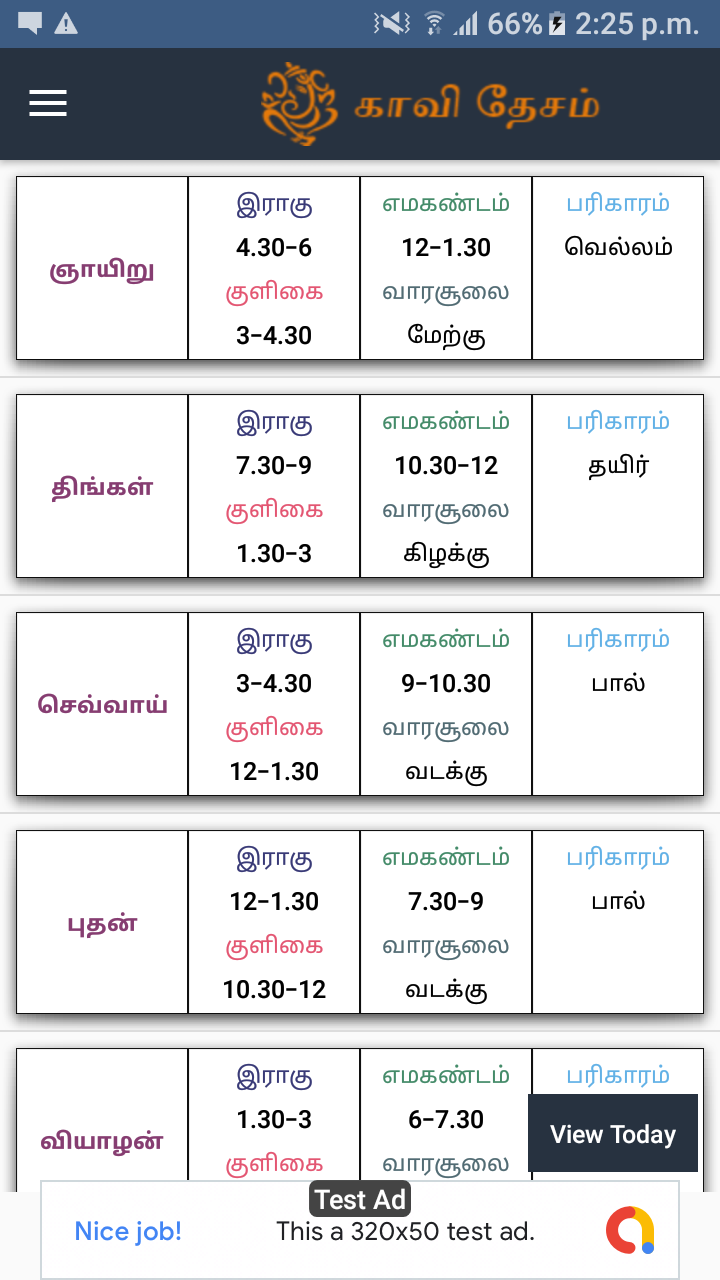 66% 2:25 p.m.
காவி தேசம்
ஞாயிறு
இராகு
4.30-6
குளிகை
3-4.30
எமகண்டம்
12-1.30
வாரசூலை
மேற்கு
பரிகாரம்
வெல்லம்
திங்கள்
இராகு
7.30-9
குளிகை
1.30-3
எமகண்டம்
10.30-12
வாரசூலை
கிழக்கு
பரிகாரம்
தயிர்
செவ்வாய்
இராகு
3-4.30
குளிகை
12-1.30
எமகண்டம்
9-10.30
வாரசூலை
வடக்கு
பரிகாரம்
பால்
புதன்
இராகு
12-1.30
குளிகை
10.30-12
எமகண்டம்
7.30-9
வாரசூலை
வடக்கு
பரிகாரம்
பால்
வியாழன்
இராகு
1.30-3
குளிகை
எமகண்டம்
6-7.30
வாரசூலை
பரிகாரம்
View Today
Test Ad
Nice job!
This a 320x50 test ad.